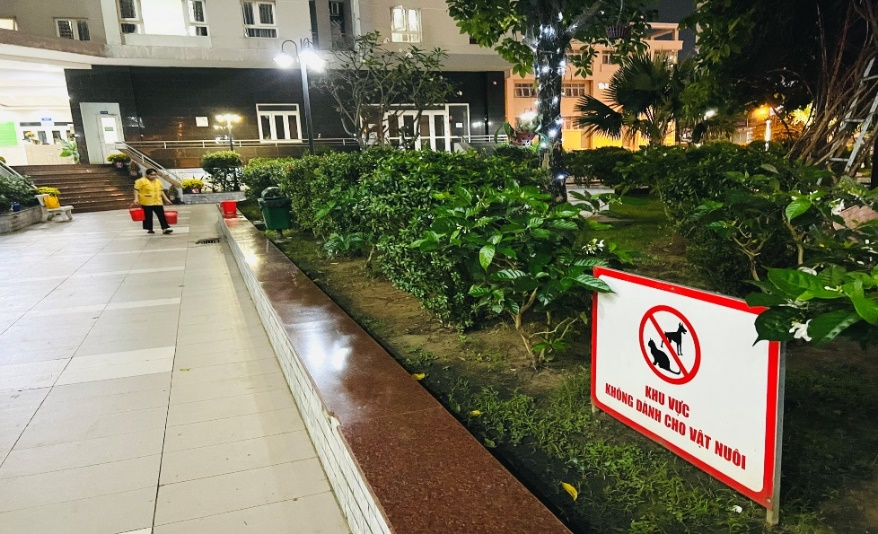 KHU VỰC
KHÔNG DÀNH CHO VẬT NUÔI